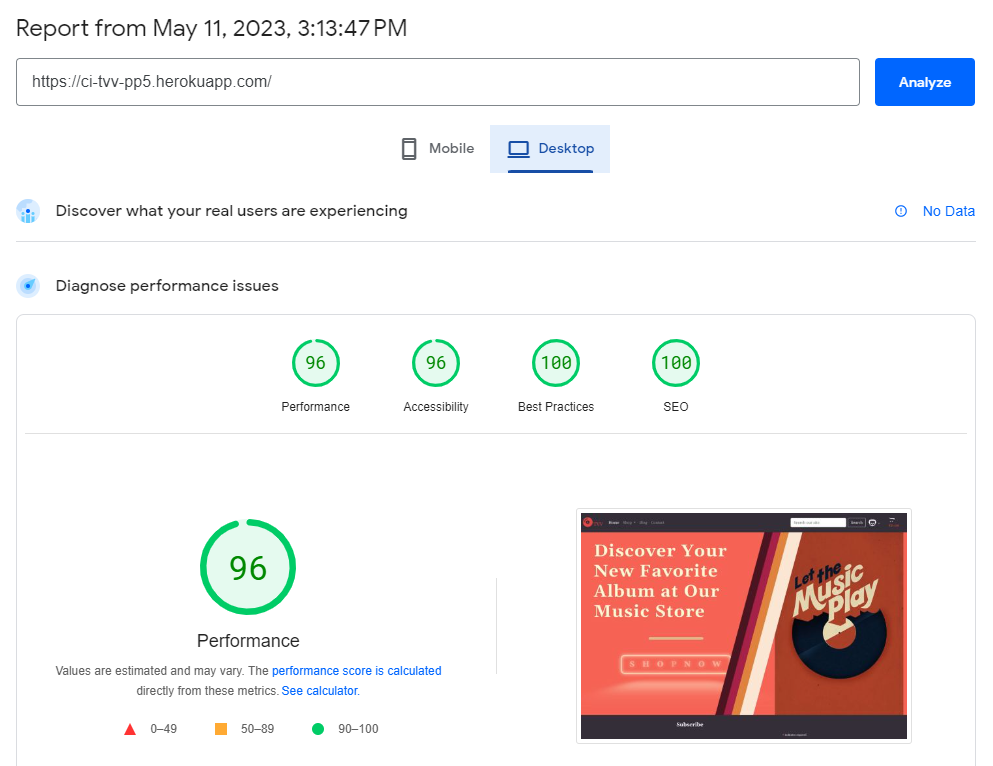 Report from May 11, 2023, 3:13:47 PM
https://ci-tvv-pp5.herokuapp.com/
Analyze
Mobile
Desktop
Discover what your real users are experiencing
No Data
Diagnose performance issues
96
96
100
100
Performance
Accessibility
Best Practices
SEO
96
Performance
Values are estimated and may vary. The performance score is calculated
directly from these metrics. See calculator.
0–49
50–89
90–100
Home
Discover Your
New Favorite
Album at Our
Music Store
SHOP NOW
Let the
Music
Play
Subscribe